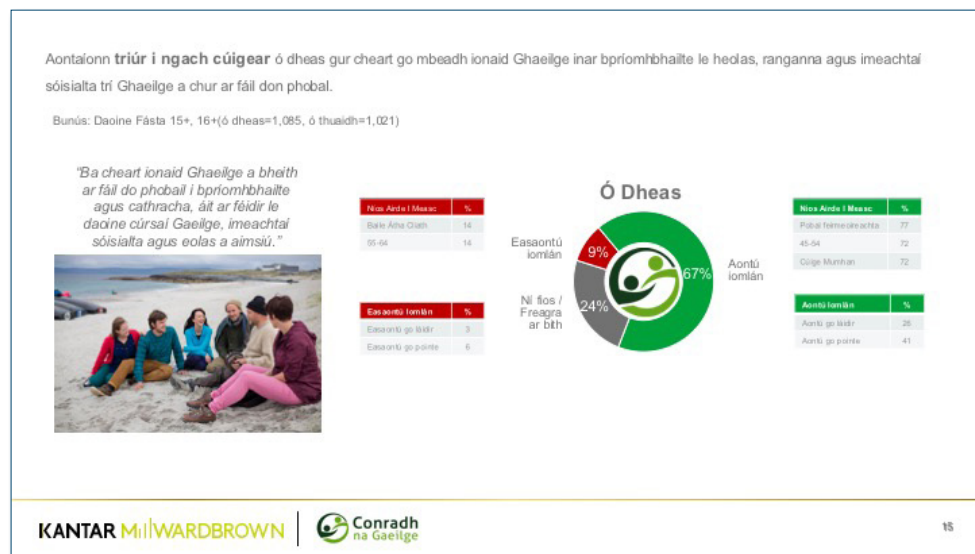 Aontaíonn triúr i ngach cúigear ó dheas gur cheart go mbeadh ionaid Ghaeilge inar bpríomhbhailte le heolas, ranganna agus imeachtaí
sóisialta trí Ghaeilge a chur ar fáil don phobal.
Bunús: Daoine Fásta 15+, 16+(ó dheas=1,085, ó thuaidh=1,021)
"Ba cheart ionaid Ghaeilge a bheith
ar fáil do phobail i bpríomhbhailte
agus cathracha, áit ar féidir le
daoine cúrsaí Gaeilge, imeachtaí
sóisialta agus eolas a aimsiú."
Níos Airde I Measc %
Baile Átha Cliath 14
55-64 14
Easaontú Iomlán %
Easaontú go láidir 3
Easaontú go pointe 6
Ó Dheas
Easaontú
iomlán
9%
Ní fios /
Freagra
ar bith
24%
67%
Aontú
iomlán
Níos Airde I Measc %
Pobal feirmeoireachta 77
45-54 72
Cúige Mumhan 72
Aontú Iomlán %
Aontú go láidir 26
Aontú go pointe 41
KANTAR MillWARDBROWN
Conradh
na Gaeilge
15